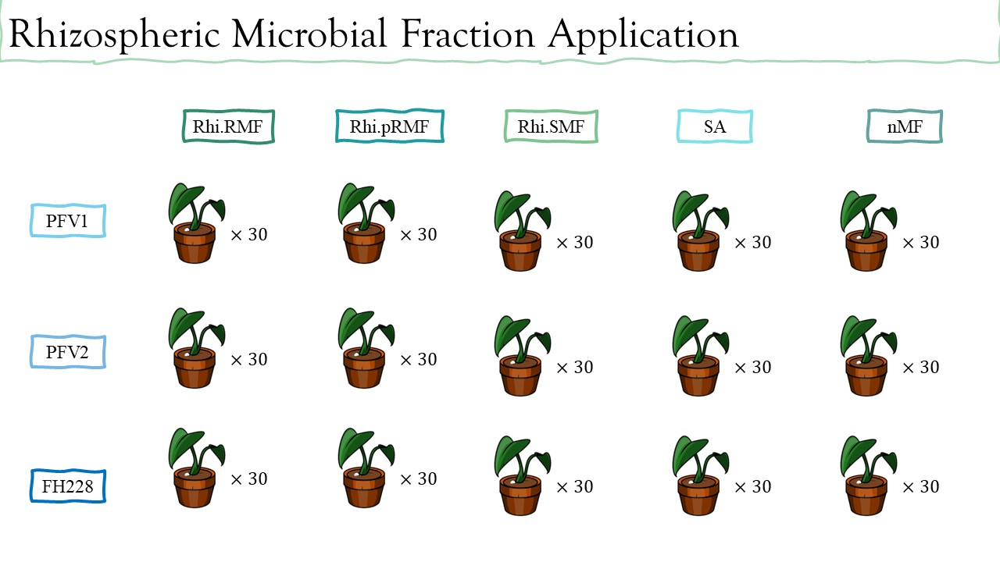 Rhizospheric Microbial Fraction Application
Rhi.RMF Rhi.pRMF Rhi.SMF SA nMF
PFV1 × 30 × 30 × 30 × 30 × 30
PFV2 × 30 × 30 × 30 × 30 × 30
FH228 × 30 × 30 × 30 × 30 × 30